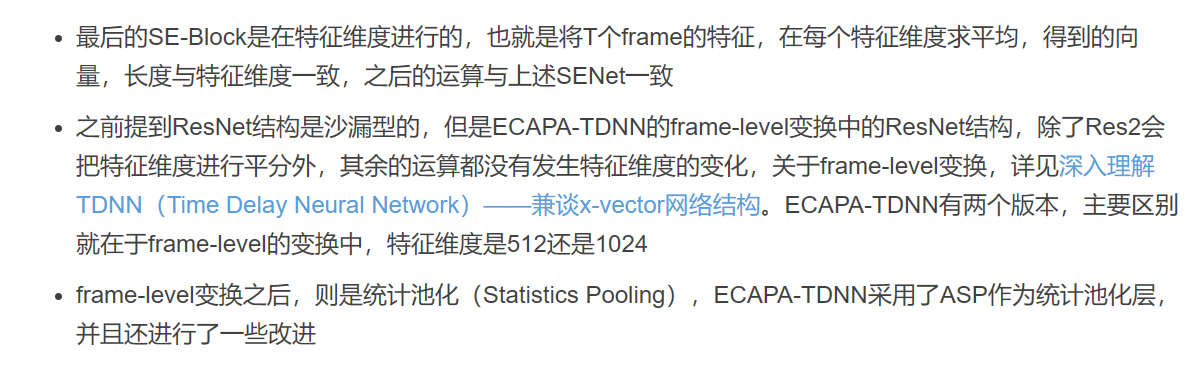 最后的SE-Block是在特征维度进行的，也就是将T个frame的特征，在每个特征维度求平均，得到的向
量，长度与特征维度一致，之后的运算与上述SENet一致
之前提到ResNet结构是沙漏型的，但是ECAPA-TDNN的frame-level变换中的ResNet结构，除了Res2会
把特征维度进行平分外，其余的运算都没有发生特征维度的变化，关于frame-level变换，详见深入理解
TDNN（Time Delay Neural Network）——兼谈x-vector网络结构。ECAPA-TDNN有两个版本，主要区别
就在于frame-level的变换中，特征维度是512还是1024
frame-level变换之后，则是统计池化（Statistics Pooling），ECAPA-TDNN采用了ASP作为统计池化层，
并且还进行了一些改进